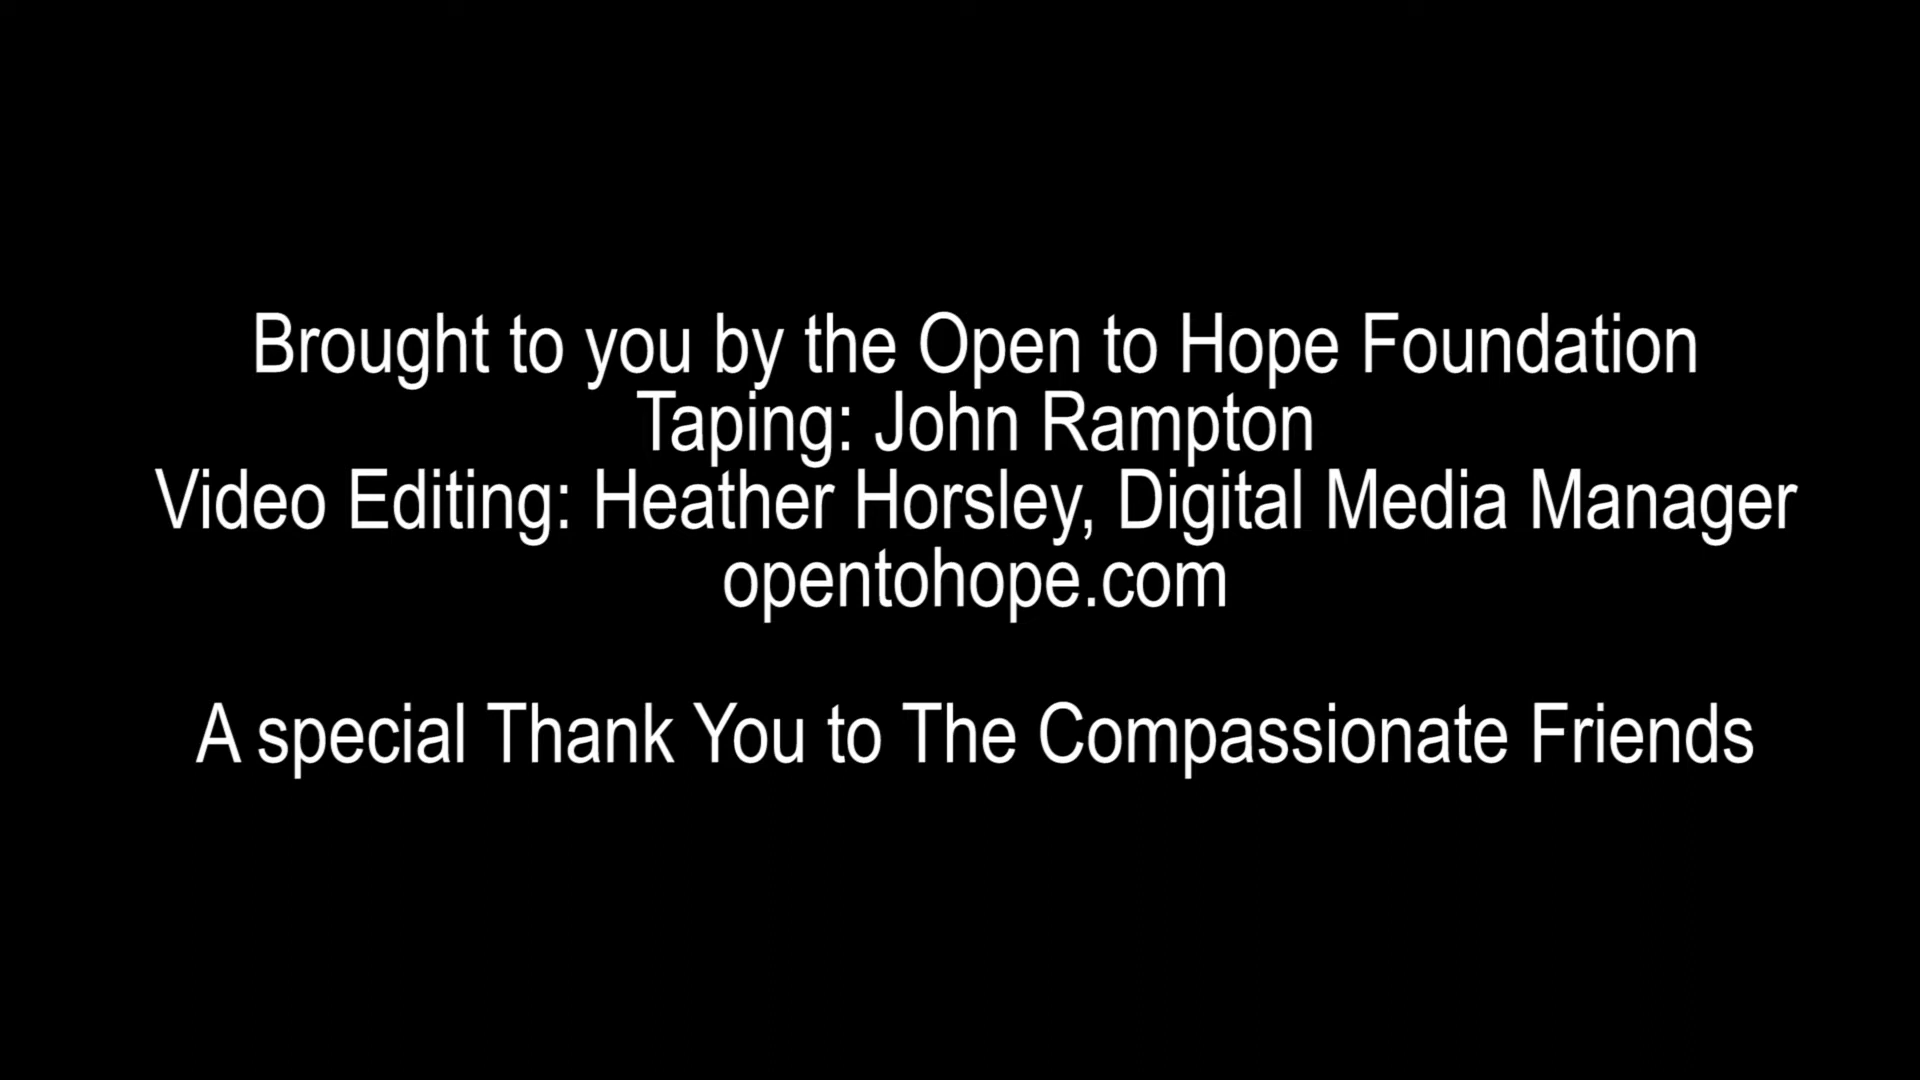 Brought to you by the Open to Hope Foundation
Taping: John Rampton
Video Editing: Heather Horsley, Digital Media Manager
opentohope.com
A special Thank You to The Compassionate Friends